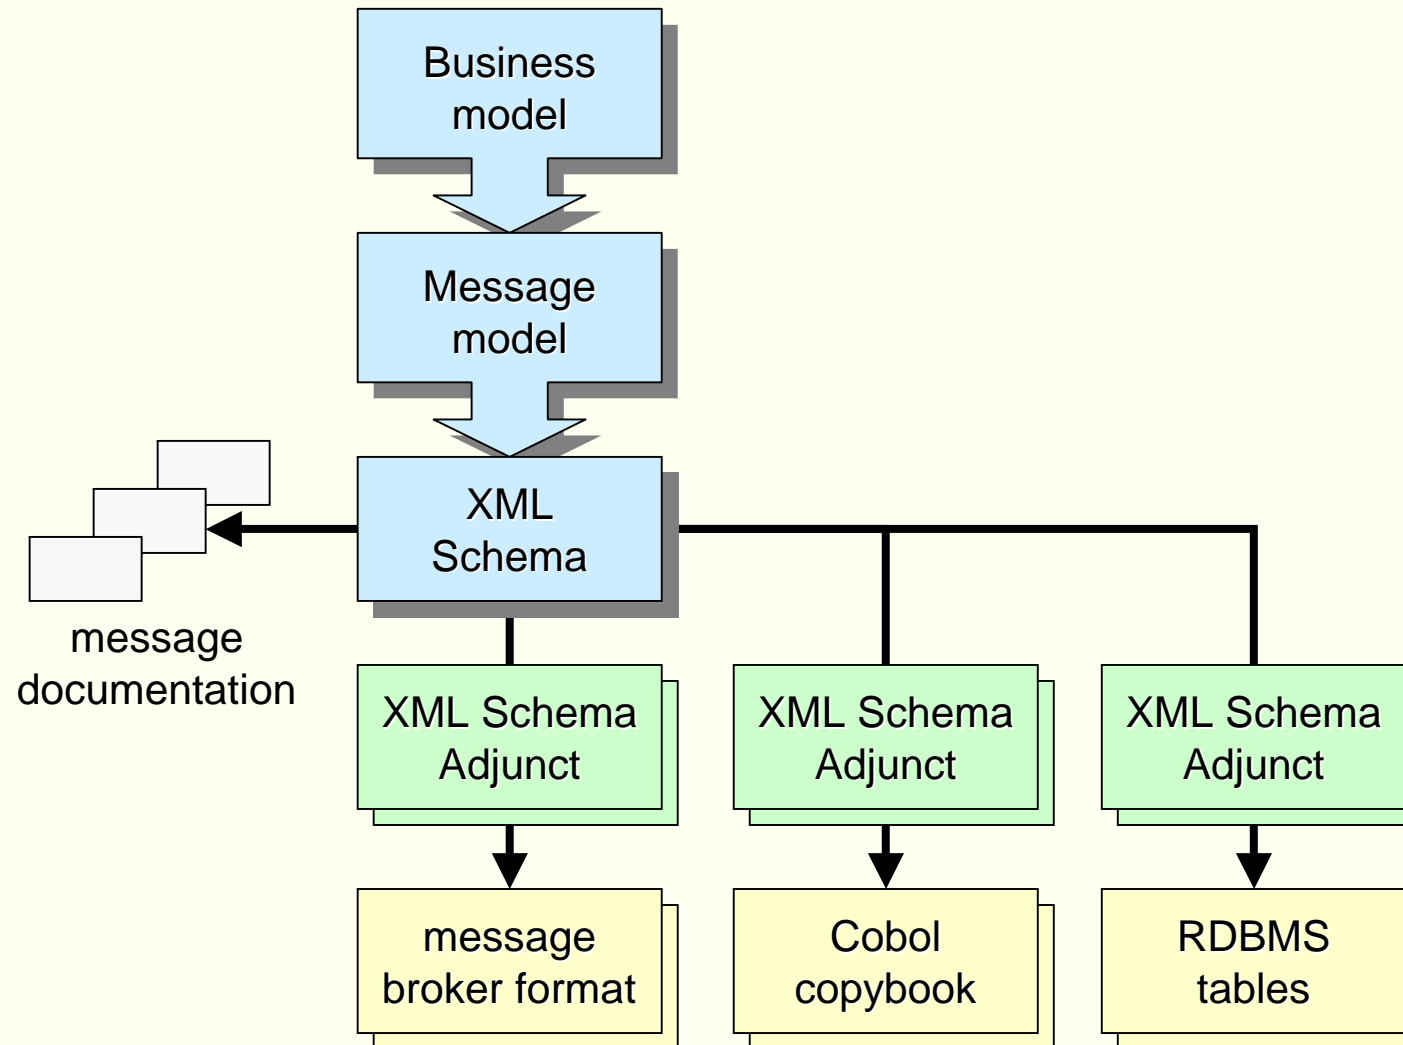 Business
model
Message
model
XML
Schema
message
documentation
XML Schema
Adjunct
XML Schema
Adjunct
XML Schema
Adjunct
message
broker format
Cobol
copybook
RDBMS
tables